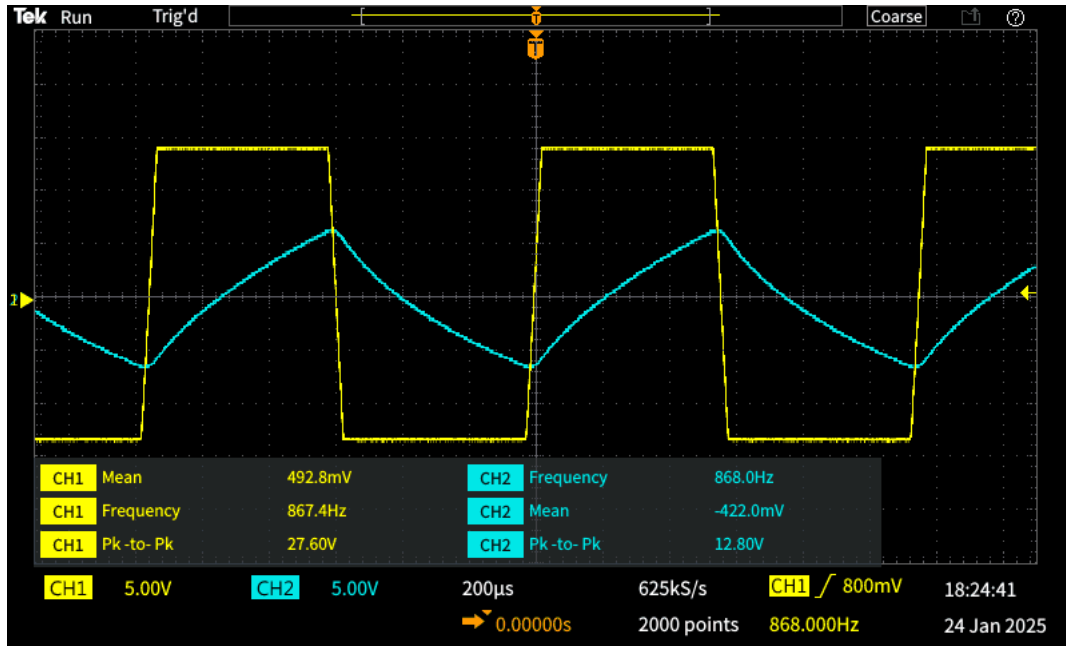 Tek Run Trig'd [ T ] Coarse ?
T
CH1 Mean 492.8mV CH2 Frequency 868.0Hz
CH1 Frequency 867.4Hz CH2 Mean -422.0mV
CH1 Pk -to- Pk 27.60V CH2 Pk -to- Pk 12.80V
CH1 5.00V CH2 5.00V 200µs 625kS/s CH1 800mV 18:24:41
0.00000s 2000 points 868.000Hz 24 Jan 2025